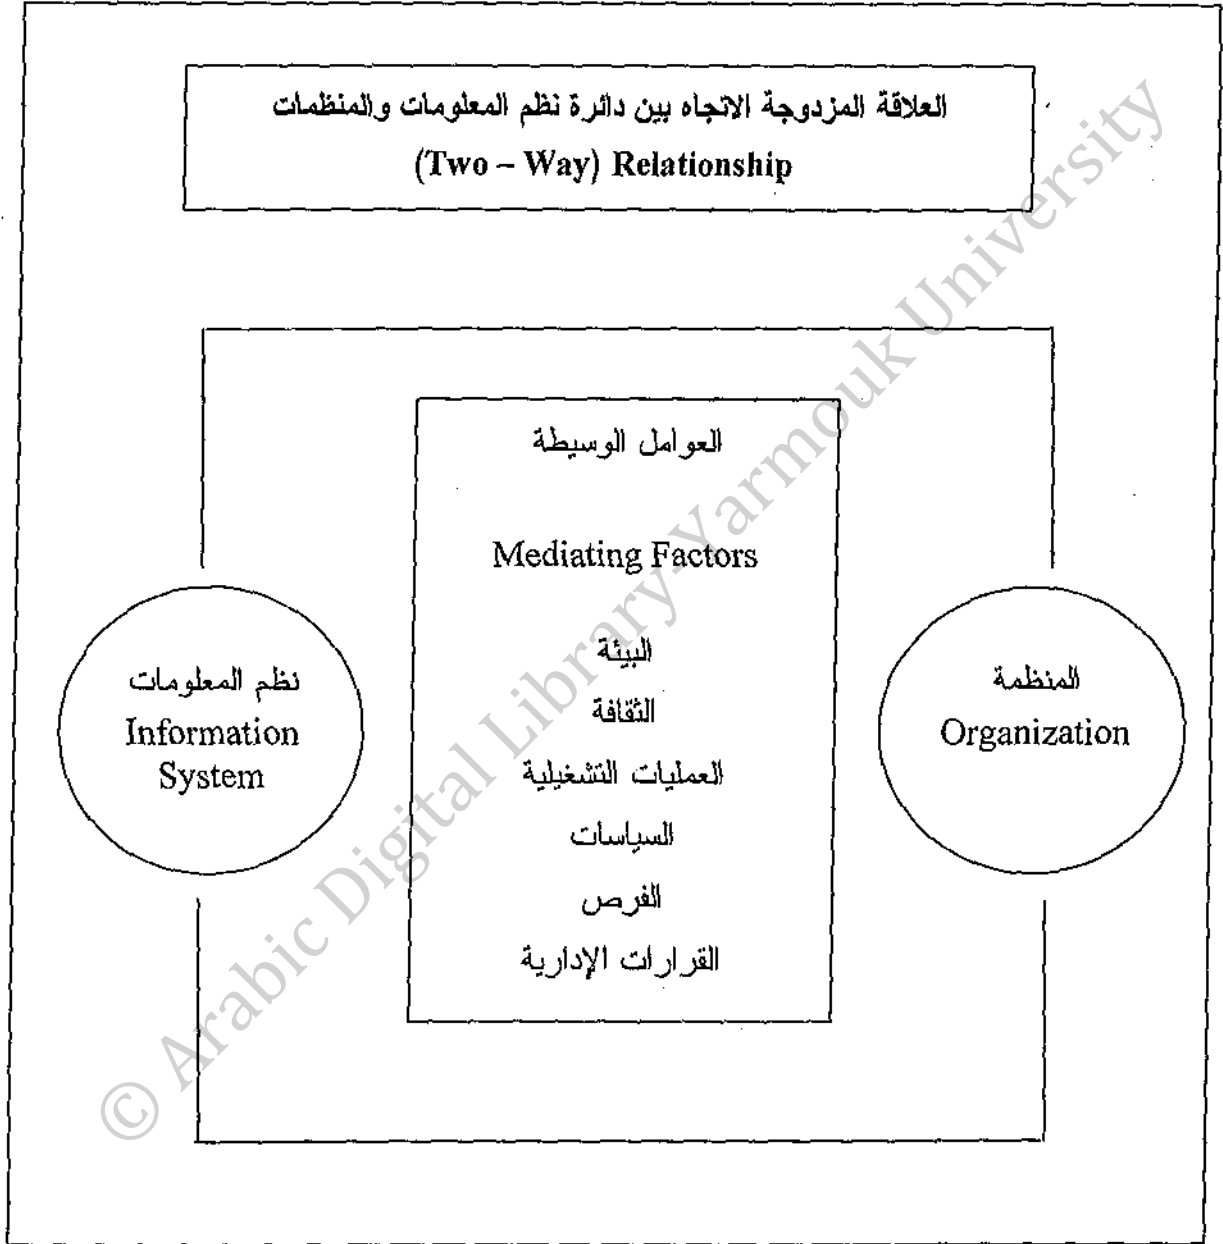 العلاقة المزدوجة الاتجاه بين دائرة نظم المعلومات والمنظمات
(Two – Way) Relationship
العوامل الوسيطة
Mediating Factors
البيئة
الثقافة
العمليات التشغيلية
السياسات
الفرص
القرارات الإدارية
المنظمة
Organization
نظم المعلومات
Information
System
© Arabic Digital Library-Yarmouk University